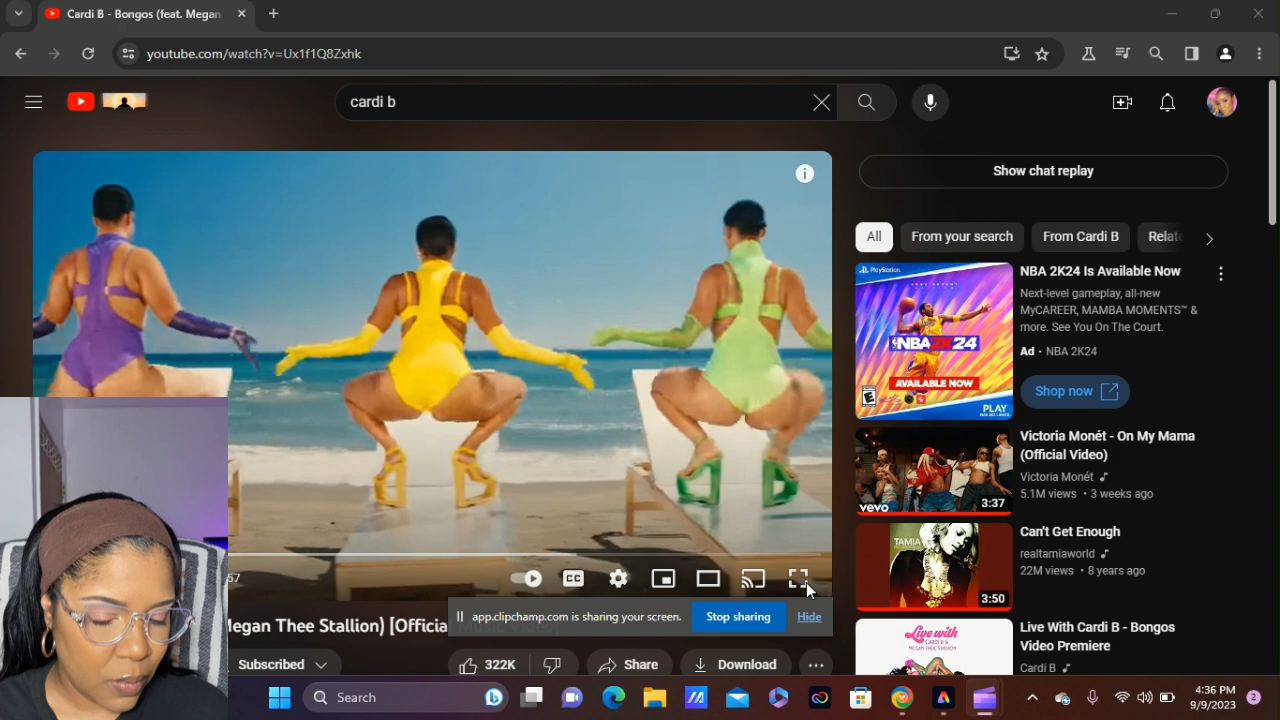 Cardi B - Bongos (feat. Megan
youtube.com/watch?v=Ux1f1Q8Zxhk
cardi b
Show chat replay
All
From your search
From Cardi B
Relate
PlayStation
NBA 2K24
AVAILABLE NOW
PLAY
NBA 2K24 Is Available Now
Next-level gameplay, all-new
MyCAREER, MAMBA MOMENTS™ &
more. See You On The Court.
Ad • NBA 2K24
Shop now
vevo
3:37
Victoria Monét - On My Mama
(Official Video)
Victoria Monét
5.1M views • 3 weeks ago
TAMIA
3:50
Can't Get Enough
realtamiaworld
22M views • 8 years ago
Live with
CARDI B &
MEGAN THEE STALLION
Live With Cardi B - Bongos
Video Premiere
Cardi B
57
CC
app.clipchamp.com is sharing your screen.
Stop sharing
Hide
Megan Thee Stallion) [Officia
Subscribed
322K
Share
Download
Search
4:36 PM
9/9/2023
2